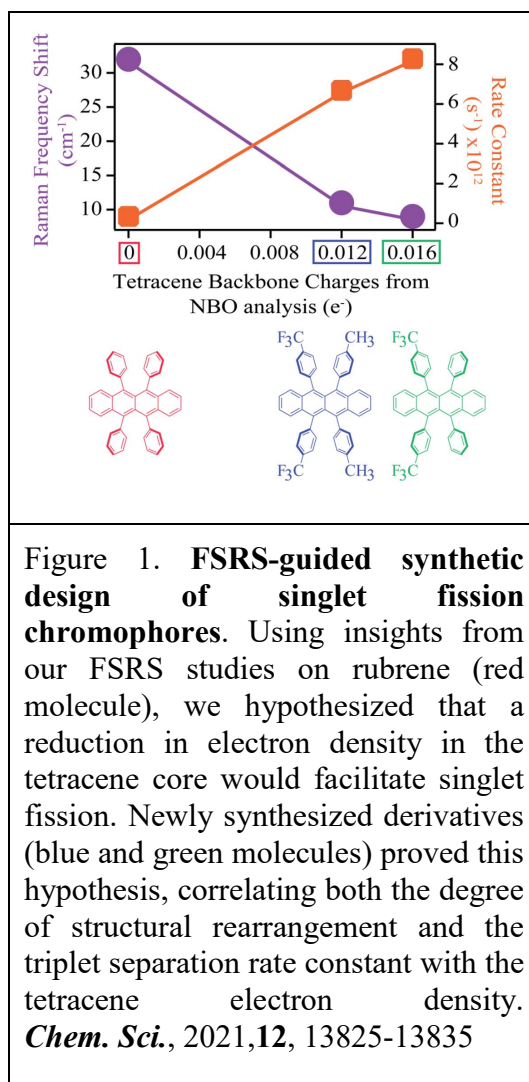 Raman Frequency Shift
(cm⁻¹)
30
25
20
15
10
8
6
4
2
0
Rate Constant
(s⁻¹) x10¹²
0
0.004
0.008
0.012
0.016
Tetracene Backbone Charges from
NBO analysis (e⁻)
F₃C
CH₃
F₃C
F₃C
CH₃
F₃C
Figure 1. FSRS-guided synthetic
design of singlet fission
chromophores. Using insights from
our FSRS studies on rubrene (red
molecule), we hypothesized that a
reduction in electron density in the
tetracene core would facilitate singlet
fission. Newly synthesized derivatives
(blue and green molecules) proved this
hypothesis, correlating both the degree
of structural rearrangement and the
triplet separation rate constant with the
tetracene electron density.
Chem. Sci., 2021,12, 13825-13835